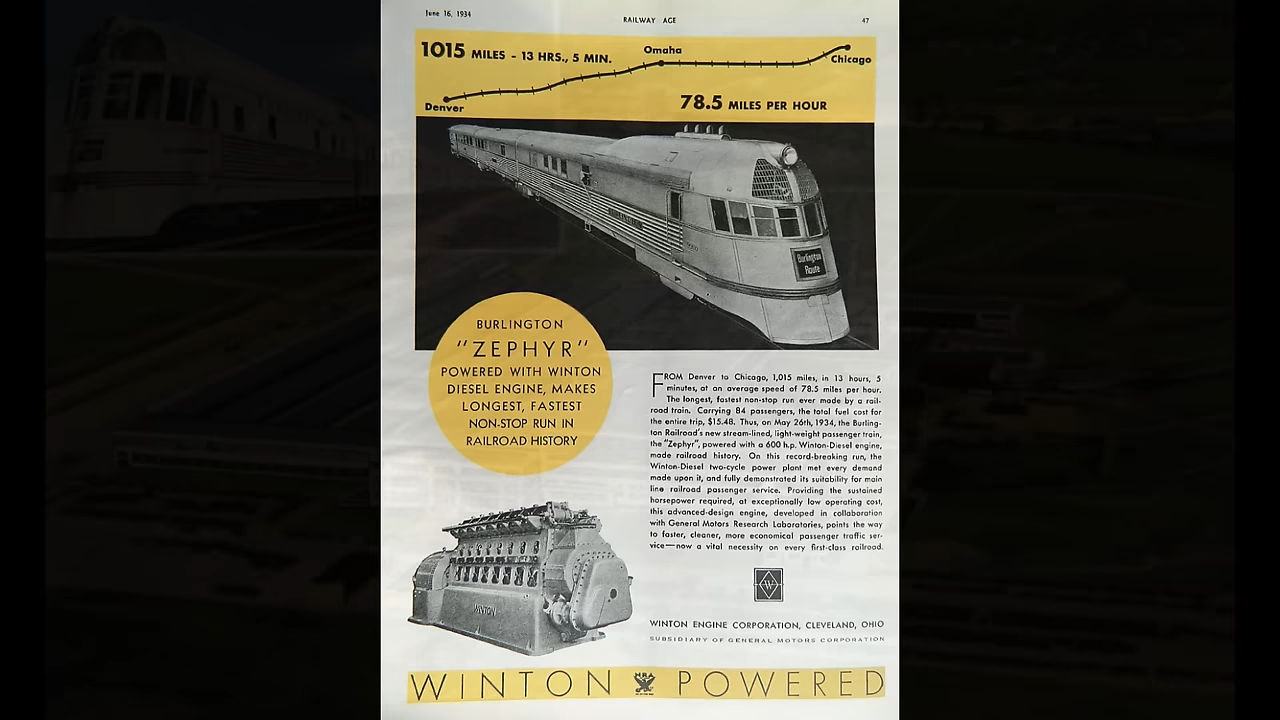 June 16, 1934
RAILWAY AGE
47
1015 MILES - 13 HRS., 5 MIN.
Omaha
Chicago
Denver
78.5 MILES PER HOUR
Burlington
Route
BURLINGTON
"ZEPHYR"
POWERED WITH WINTON
DIESEL ENGINE, MAKES
LONGEST, FASTEST
NON-STOP RUN IN
RAILROAD HISTORY
FROM Denver to Chicago, 1,015 miles, in 13 hours, 5
minutes, at an average speed of 78.5 miles per hour.
The longest, fastest non-stop run ever made by a rail-
road train. Carrying 84 passengers, the total fuel cost for
the entire trip, $15.48. Thus, on May 26th, 1934, the Burling-
ton Railroad's new stream-lined, light-weight passenger train,
the "Zephyr", powered with a 600 h.p. Winton-Diesel engine,
made railroad history. On this record-breaking run, the
Winton-Diesel two-cycle power plant met every demand
made upon it, and fully demonstrated its suitability for main
line railroad passenger service. Providing the sustained
horsepower required, at exceptionally low operating cost,
this advanced-design engine, developed in collaboration
with General Motors Research Laboratories, points the way
to faster, cleaner, more economical passenger traffic ser-
vice—now a vital necessity on every first-class railroad.
WINTON
W
WINTON ENGINE CORPORATION, CLEVELAND, OHIO
SUBSIDIARY OF GENERAL MOTORS CORPORATION
WINTON NRA POWERED